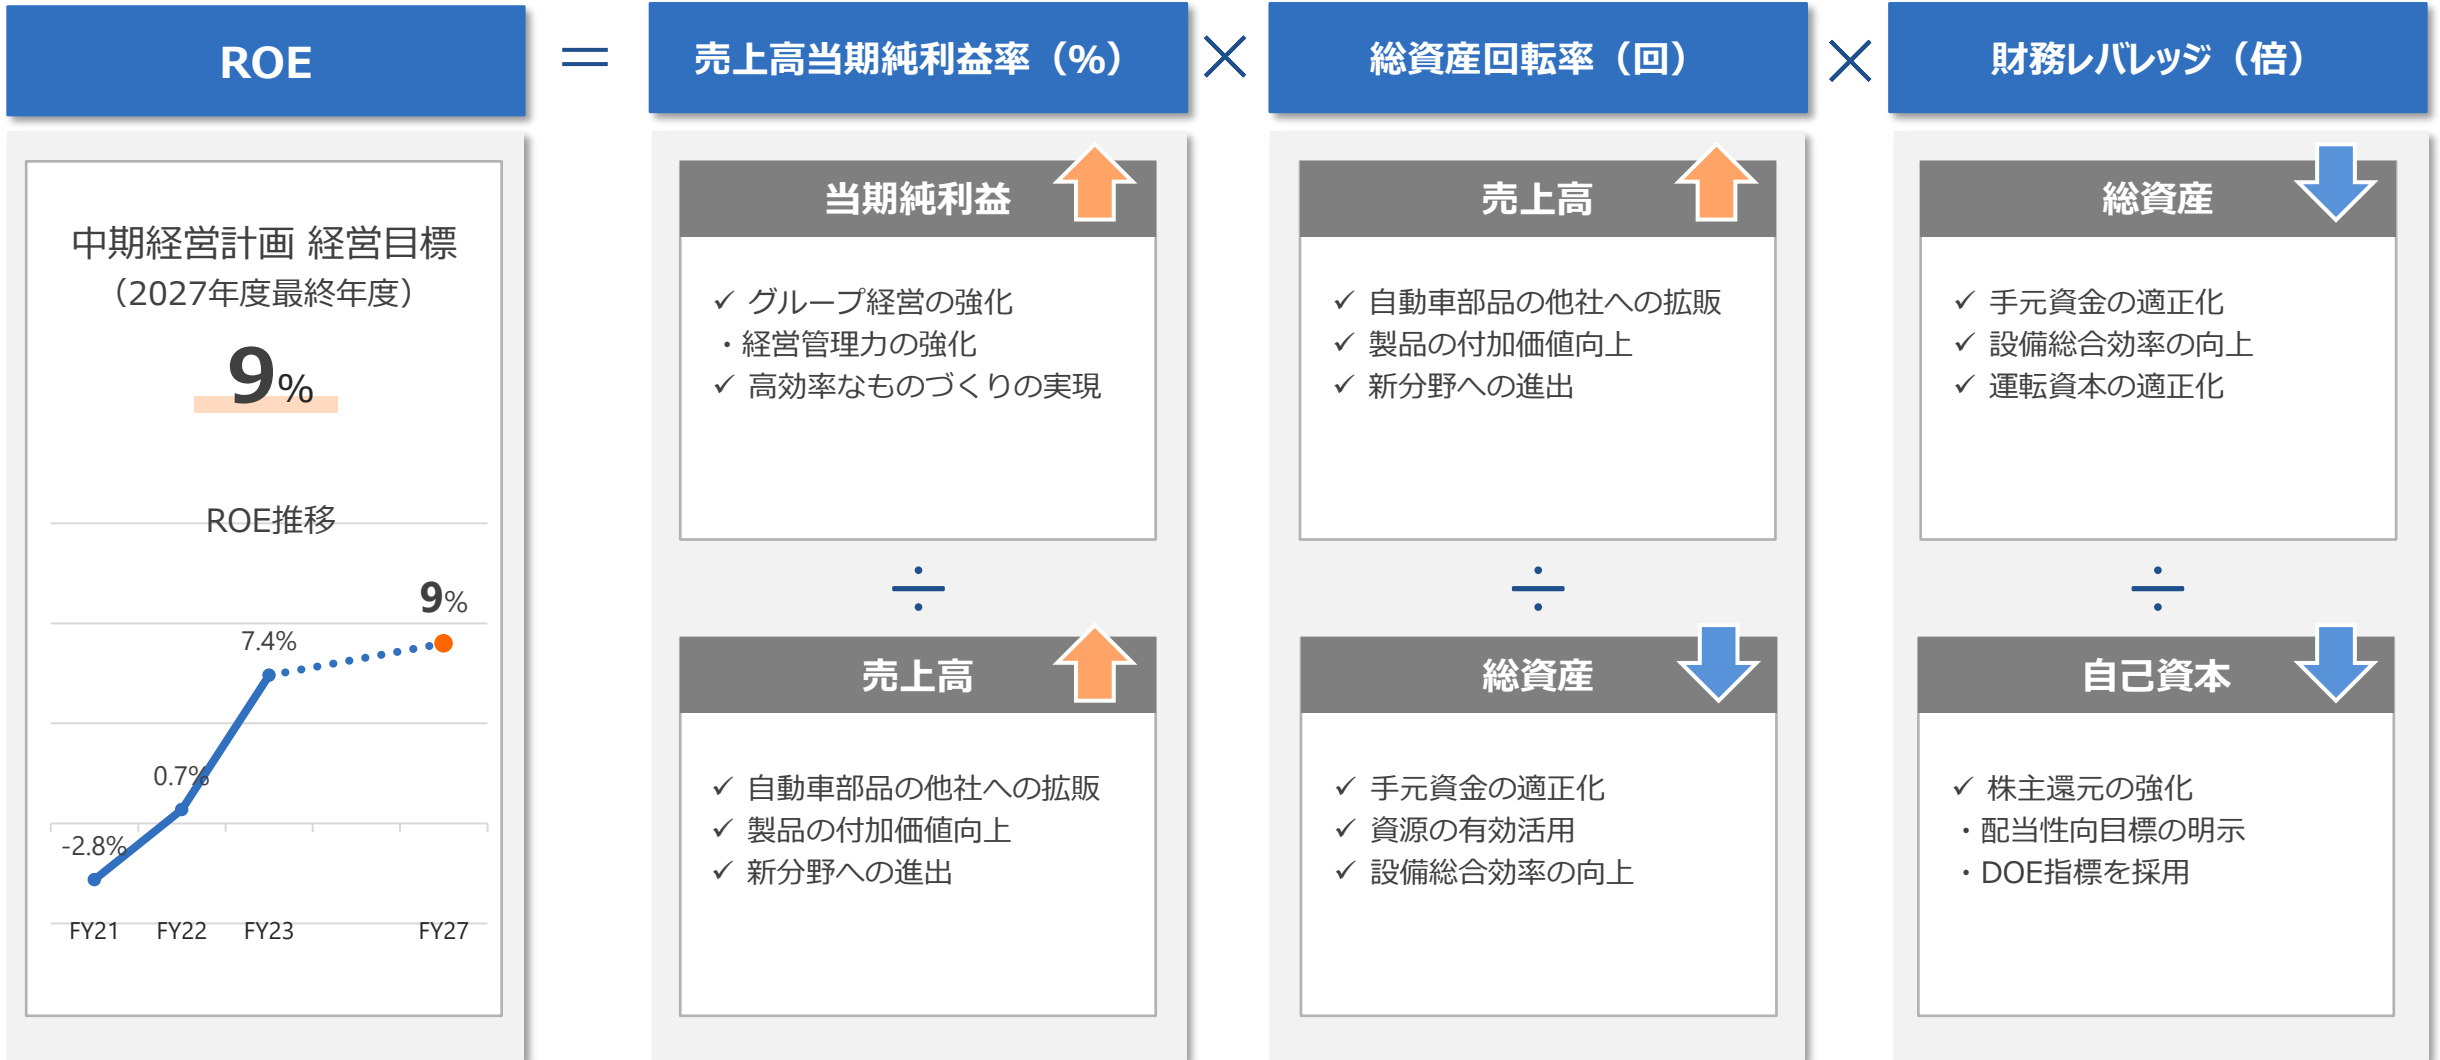 ROE
＝
売上高当期純利益率（%）
×
総資産回転率（回）
×
財務レバレッジ（倍）
中期経営計画 経営目標
（2027年度最終年度）
9%
ROE推移
9%
7.4%
0.7%
-2.8%
FY21 FY22 FY23 FY27
当期純利益
✓ グループ経営の強化
・経営管理力の強化
✓ 高効率なものづくりの実現
÷
売上高
✓ 自動車部品の他社への拡販
✓ 製品の付加価値向上
✓ 新分野への進出
売上高
✓ 自動車部品の他社への拡販
✓ 製品の付加価値向上
✓ 新分野への進出
÷
総資産
✓ 手元資金の適正化
✓ 資源の有効活用
✓ 設備総合効率の向上
総資産
✓ 手元資金の適正化
✓ 設備総合効率の向上
✓ 運転資本の適正化
÷
自己資本
✓ 株主還元の強化
・配当性向目標の明示
・DOE指標を採用